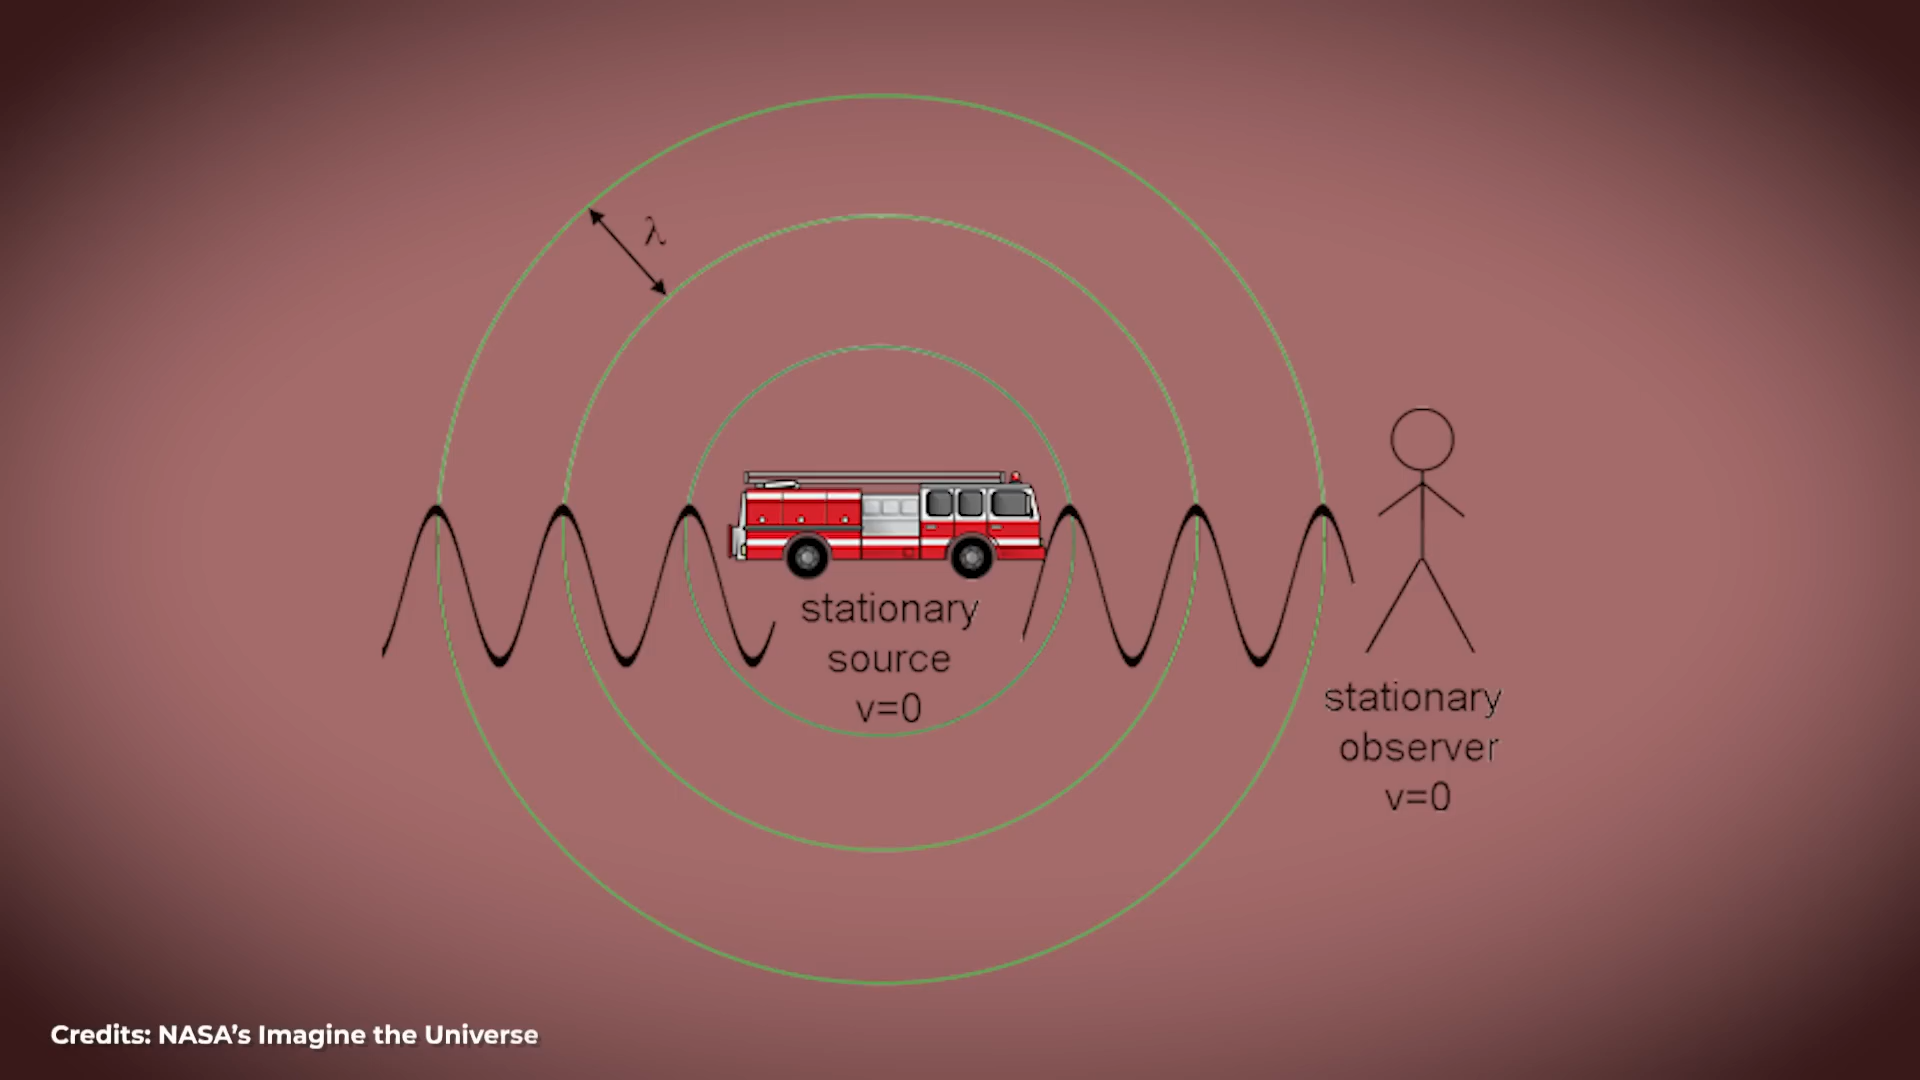 λ
stationary
source
v=0
stationary
observer
v=0
Credits: NASA’s Imagine the Universe